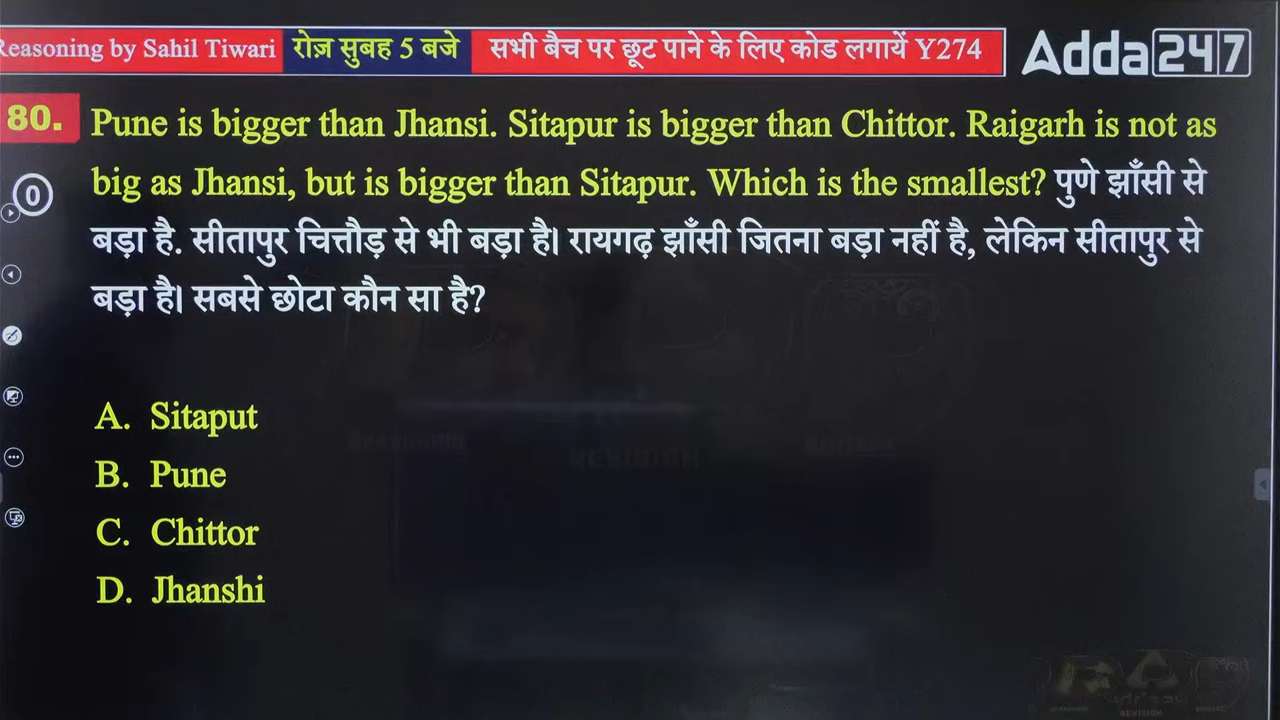 Reasoning by Sahil Tiwari रोज़ सुबह 5 बजे सभी बैच पर छूट पाने के लिए कोड लगायें Y274 Adda247
80. Pune is bigger than Jhansi. Sitapur is bigger than Chittor. Raigarh is not as
big as Jhansi, but is bigger than Sitapur. Which is the smallest? पुणे झाँसी से
बड़ा है. सीतापुर चित्तौड़ से भी बड़ा है। रायगढ़ झाँसी जितना बड़ा नहीं है, लेकिन सीतापुर से
बड़ा है। सबसे छोटा कौन सा है?
0
A. Sitaput
B. Pune
C. Chittor
D. Jhanshi
REVISION